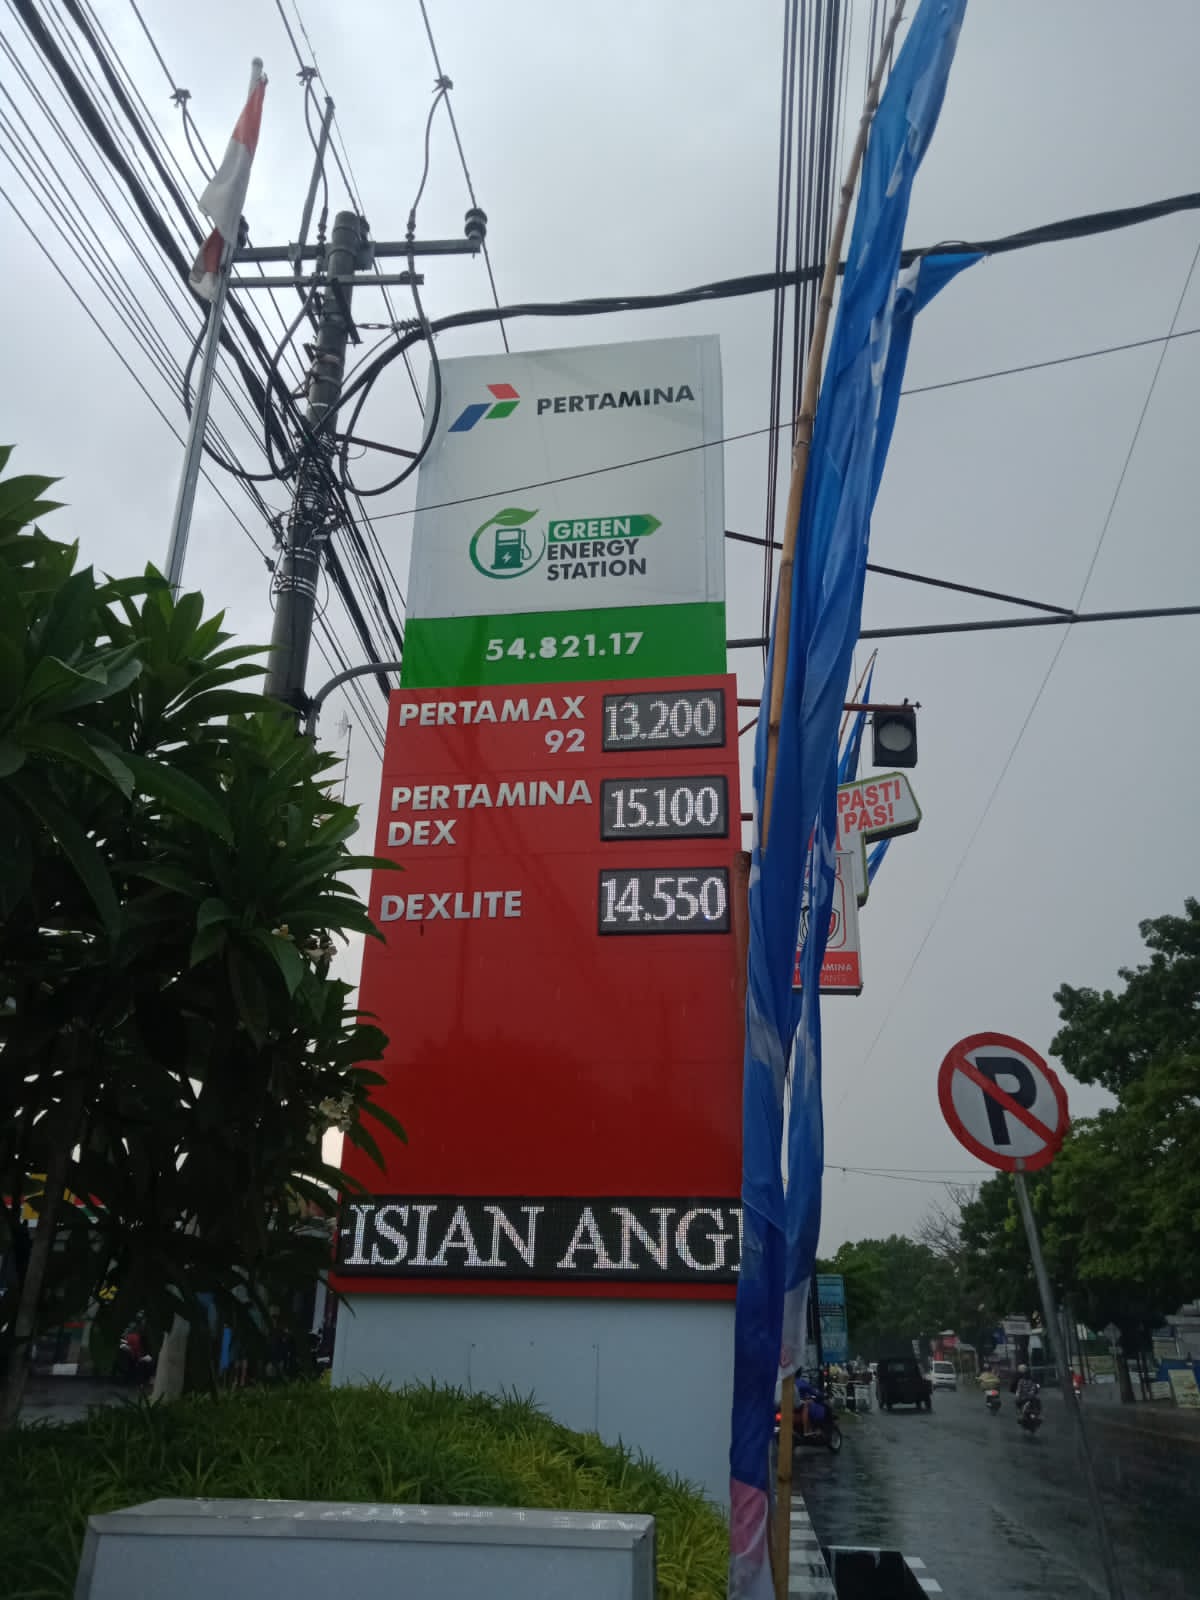 PERTAMINA
GREEN
ENERGY
STATION
54.821.17
PERTAMAX
92
13.200
PERTAMINA
DEX
15.100
DEXLITE
14.550
PASTI
PAS!
ISIAN ANG
P